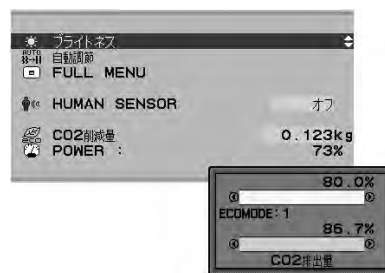 ブライトネス
AUTO 自動調節
FULL MENU
HUMAN SENSOR オフ
CO2削減量 0.123kg
POWER : 73%
80.0%
ECOMODE:1
86.7%
CO2排出量